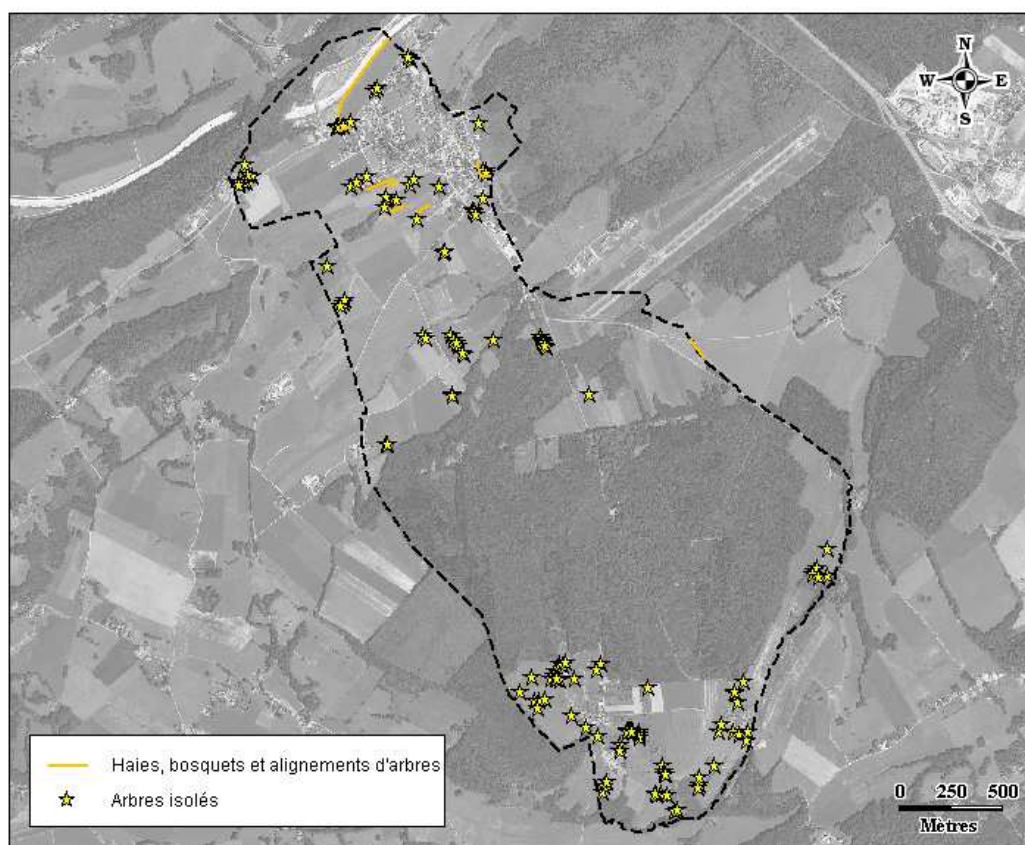 N
W E
S
Haies, bosquets et alignements d'arbres
Arbres isolés
0 250 500
Mètres